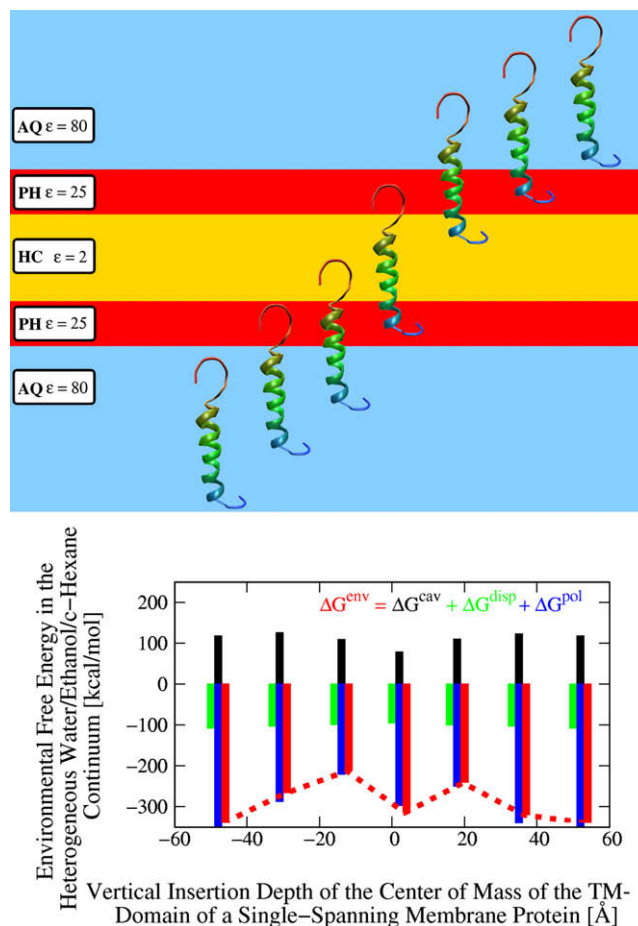 AQ ε = 80
PH ε = 25
HC ε = 2
PH ε = 25
AQ ε = 80
Environmental Free Energy in the
Heterogeneous Water/Ethanol/c−Hexane
Continuum [kcal/mol]
ΔG^env = ΔG^cav + ΔG^disp + ΔG^pol
200
100
0
−100
−200
−300
−60 −40 −20 0 20 40 60
Vertical Insertion Depth of the Center of Mass of the TM-
Domain of a Single−Spanning Membrane Protein [Å]